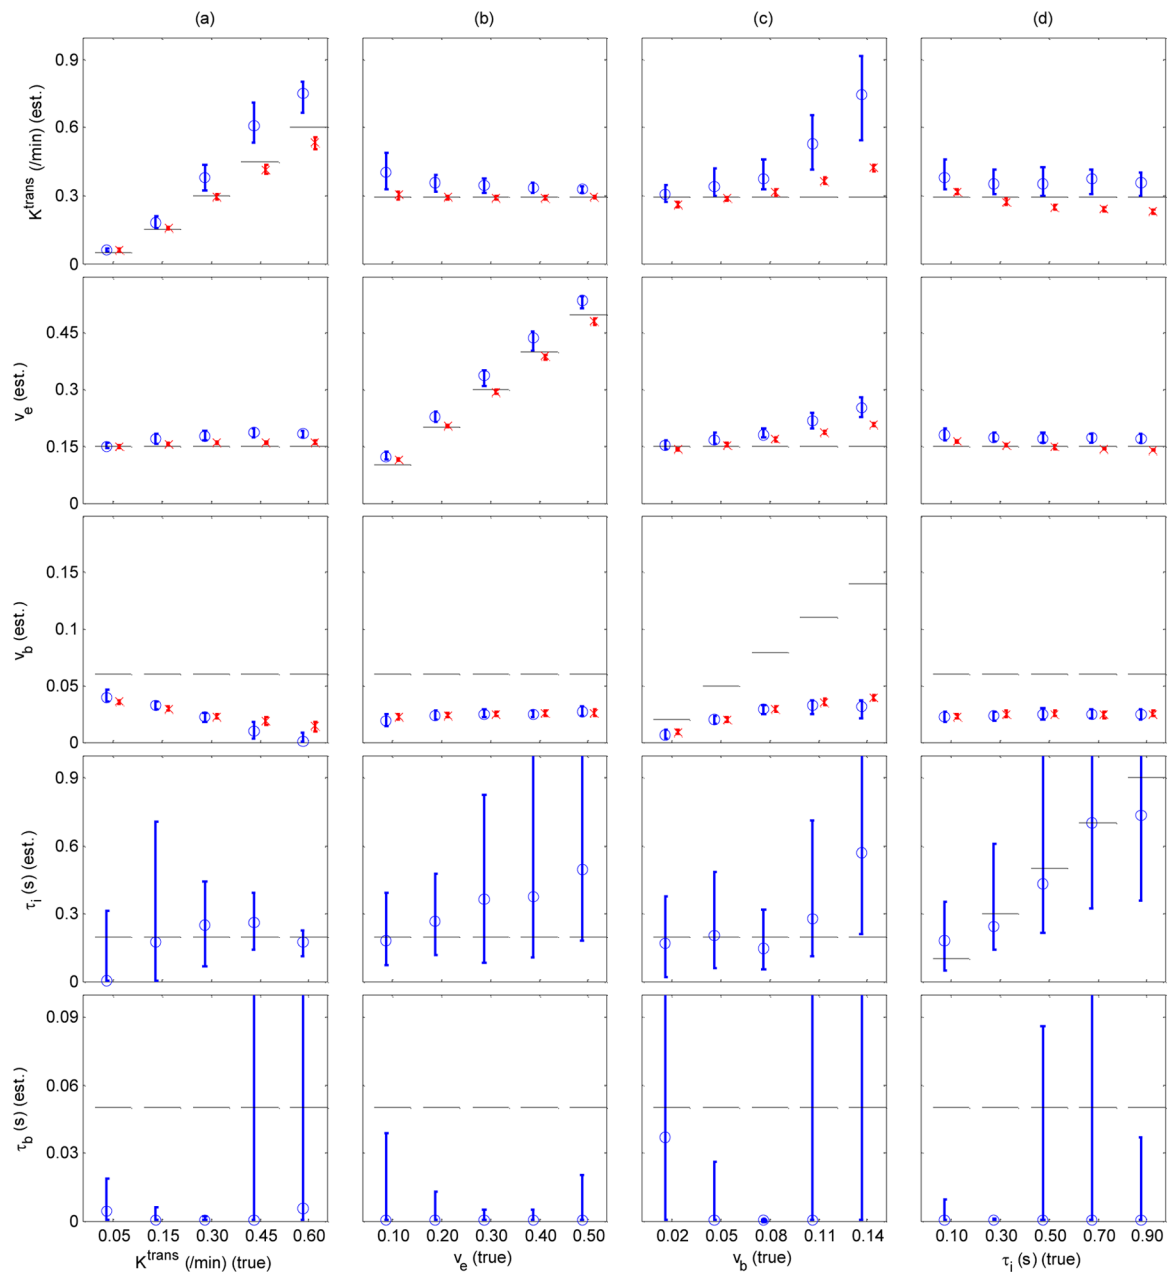 (a) (b) (c) (d)
K^trans (/min) (est.)
0.9
0.6
0.3
0
v_e (est.)
0.45
0.3
0.15
0
v_b (est.)
0.15
0.1
0.05
0
τ_i (s) (est.)
0.9
0.6
0.3
0
τ_b (s) (est.)
0.09
0.06
0.03
0
0.05 0.15 0.30 0.45 0.60
K^trans (/min) (true)
0.10 0.20 0.30 0.40 0.50
v_e (true)
0.02 0.05 0.08 0.11 0.14
v_b (true)
0.10 0.30 0.50 0.70 0.90
τ_i (s) (true)